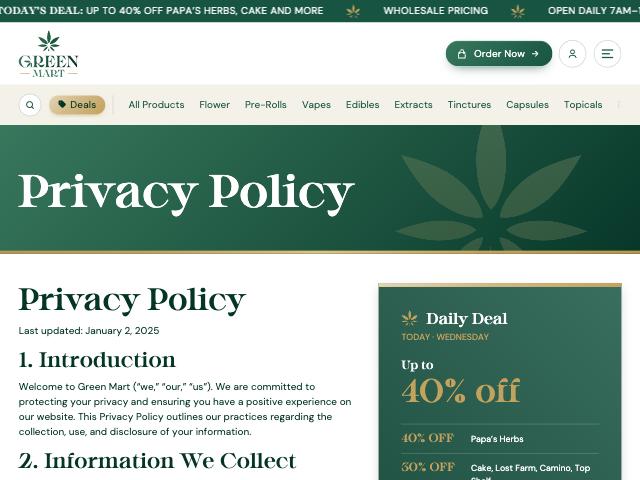 TODAY'S DEAL: UP TO 40% OFF PAPA'S HERBS, CAKE AND MORE WHOLESALE PRICING OPEN DAILY 7AM–1
GREEN
MART
Order Now
Deals All Products Flower Pre-Rolls Vapes Edibles Extracts Tinctures Capsules Topicals
Privacy Policy
Privacy Policy
Last updated: January 2, 2025
1. Introduction
Welcome to Green Mart (“we,” “our,” “us”). We are committed to
protecting your privacy and ensuring you have a positive experience on
our website. This Privacy Policy outlines our practices regarding the
collection, use, and disclosure of your information.
2. Information We Collect
Daily Deal
TODAY · WEDNESDAY
Up to
40% off
40% OFF Papa's Herbs
30% OFF Cake, Lost Farm, Camino, Top
Shelf